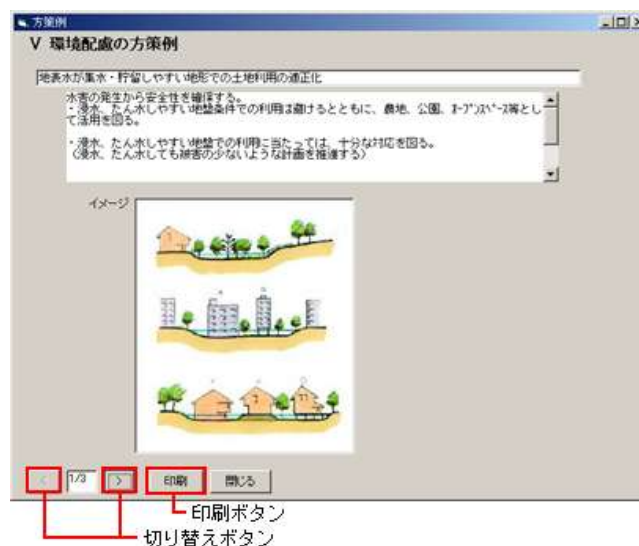 方策例
Ⅴ 環境配慮の方策例
地表水が集水・貯留しやすい地形での土地利用の適正化
水害の発生から安全性を確保する。
・浸水、たん水しやすい地盤条件での利用は避けるとともに、農地、公園、ｵｰﾌﾟﾝｽﾍﾟｰｽ等とし
て活用を図る。
・浸水、たん水しやすい地盤での利用に当たっては、十分な対応を図る。
（浸水、たん水しても被害の少ないような計画を推進する）
イメージ
< 1/3 > 印刷 閉じる
印刷ボタン
切り替えボタン